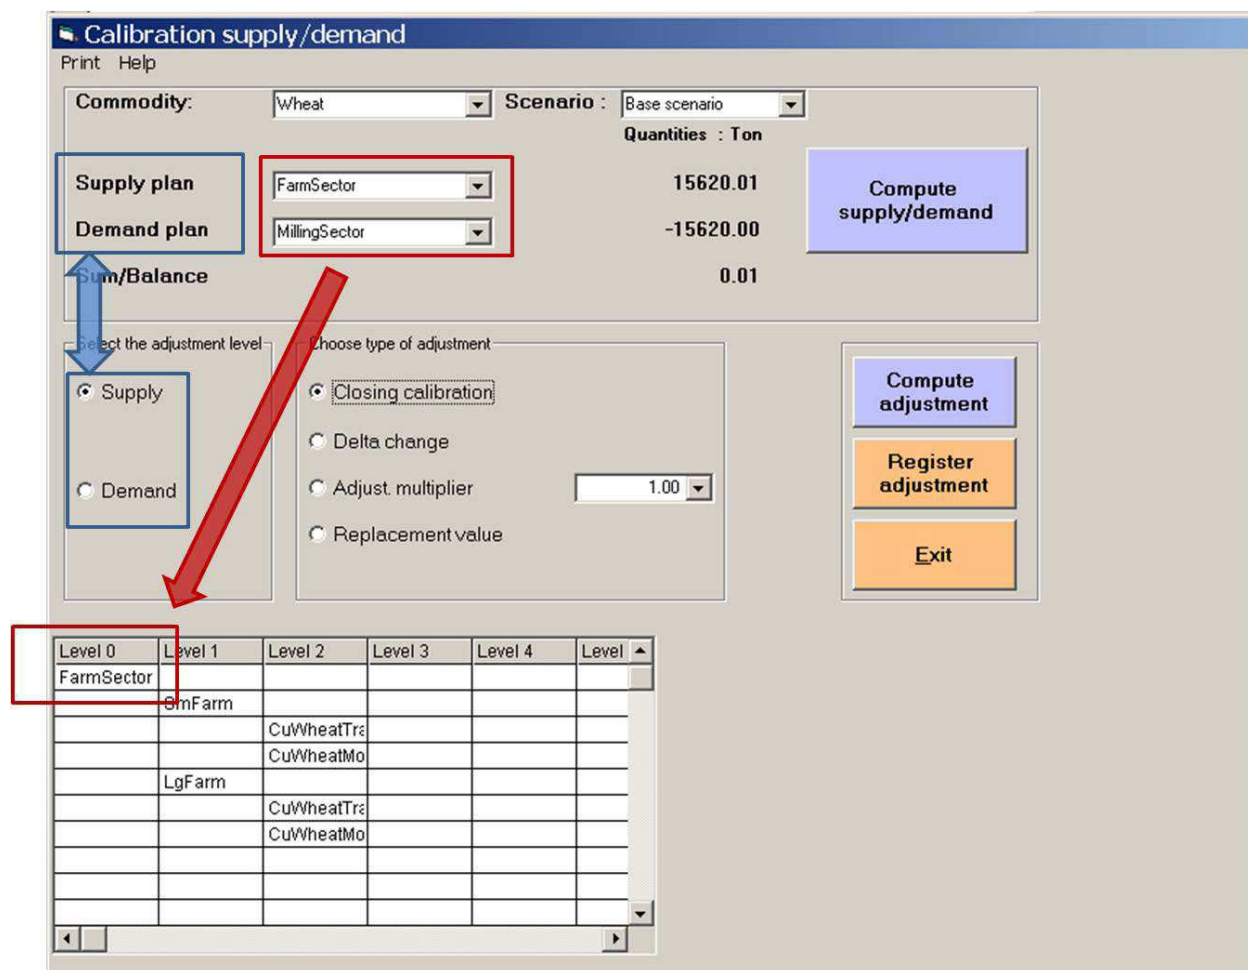 Calibration supply/demand
Print Help
Commodity: Wheat Scenario : Base scenario
Quantities : Ton
Supply plan FarmSector 15620.01
Compute supply/demand
Demand plan MillingSector -15620.00
Sum/Balance 0.01
Select the adjustment level
Choose type of adjustment
Supply
Closing calibration
Compute adjustment
Delta change
Register adjustment
Demand
Adjust. multiplier 1.00
Replacement value
Exit
Level 0 Level 1 Level 2 Level 3 Level 4 Level
FarmSector
SmFarm
CuWheatTra
CuWheatMo
LgFarm
CuWheatTra
CuWheatMo